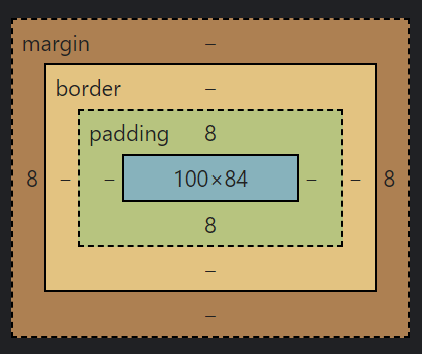 margin –
border –
padding 8
8 – – 100×84 – – 8
8
–
–